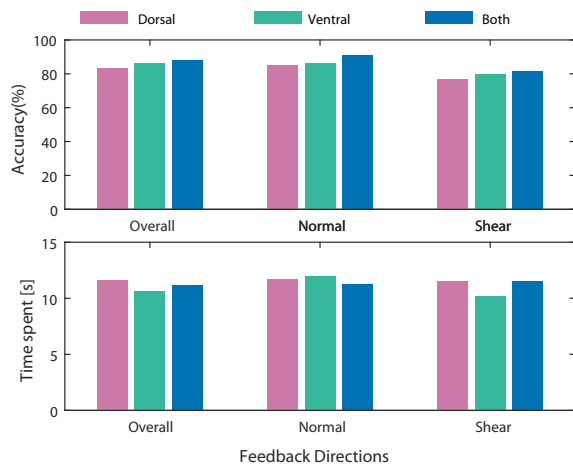 Dorsal Ventral Both
Accuracy(%)
100
80
60
40
20
0
Overall Normal Shear
Time spent [s]
15
10
5
0
Overall Normal Shear
Feedback Directions